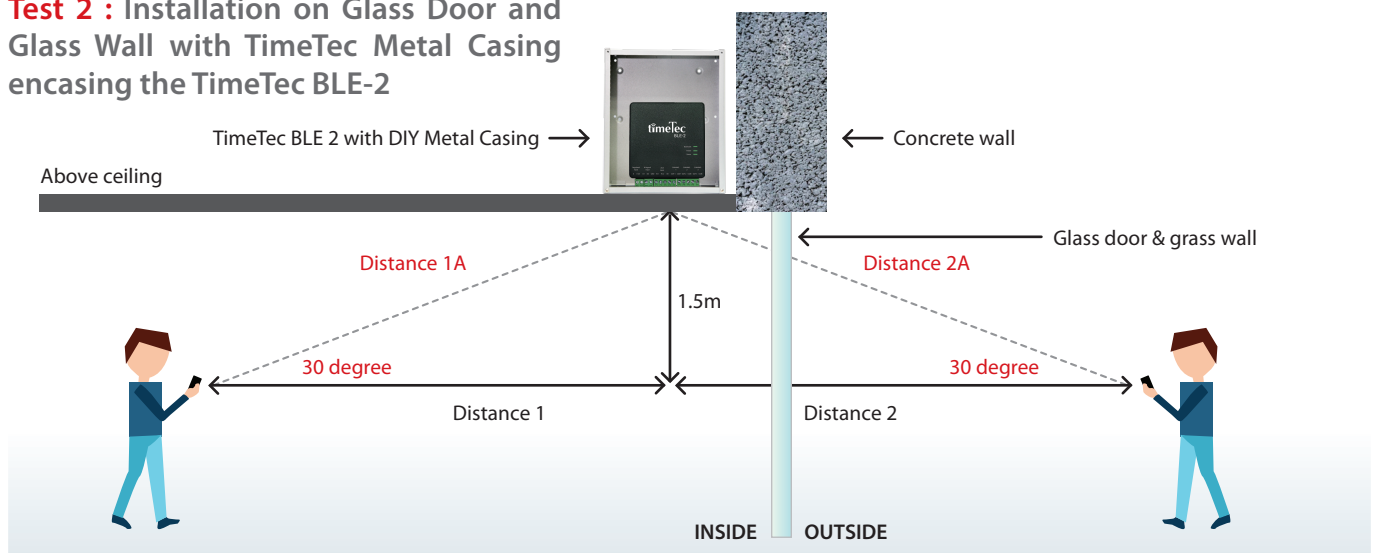 Test 2 : Installation on Glass Door and
Glass Wall with TimeTec Metal Casing
encasing the TimeTec BLE-2
TimeTec BLE 2 with DIY Metal Casing
timeTec
BLE-2
Concrete wall
Above ceiling
Glass door & grass wall
Distance 1A
Distance 2A
1.5m
30 degree
30 degree
Distance 1
Distance 2
INSIDE
OUTSIDE